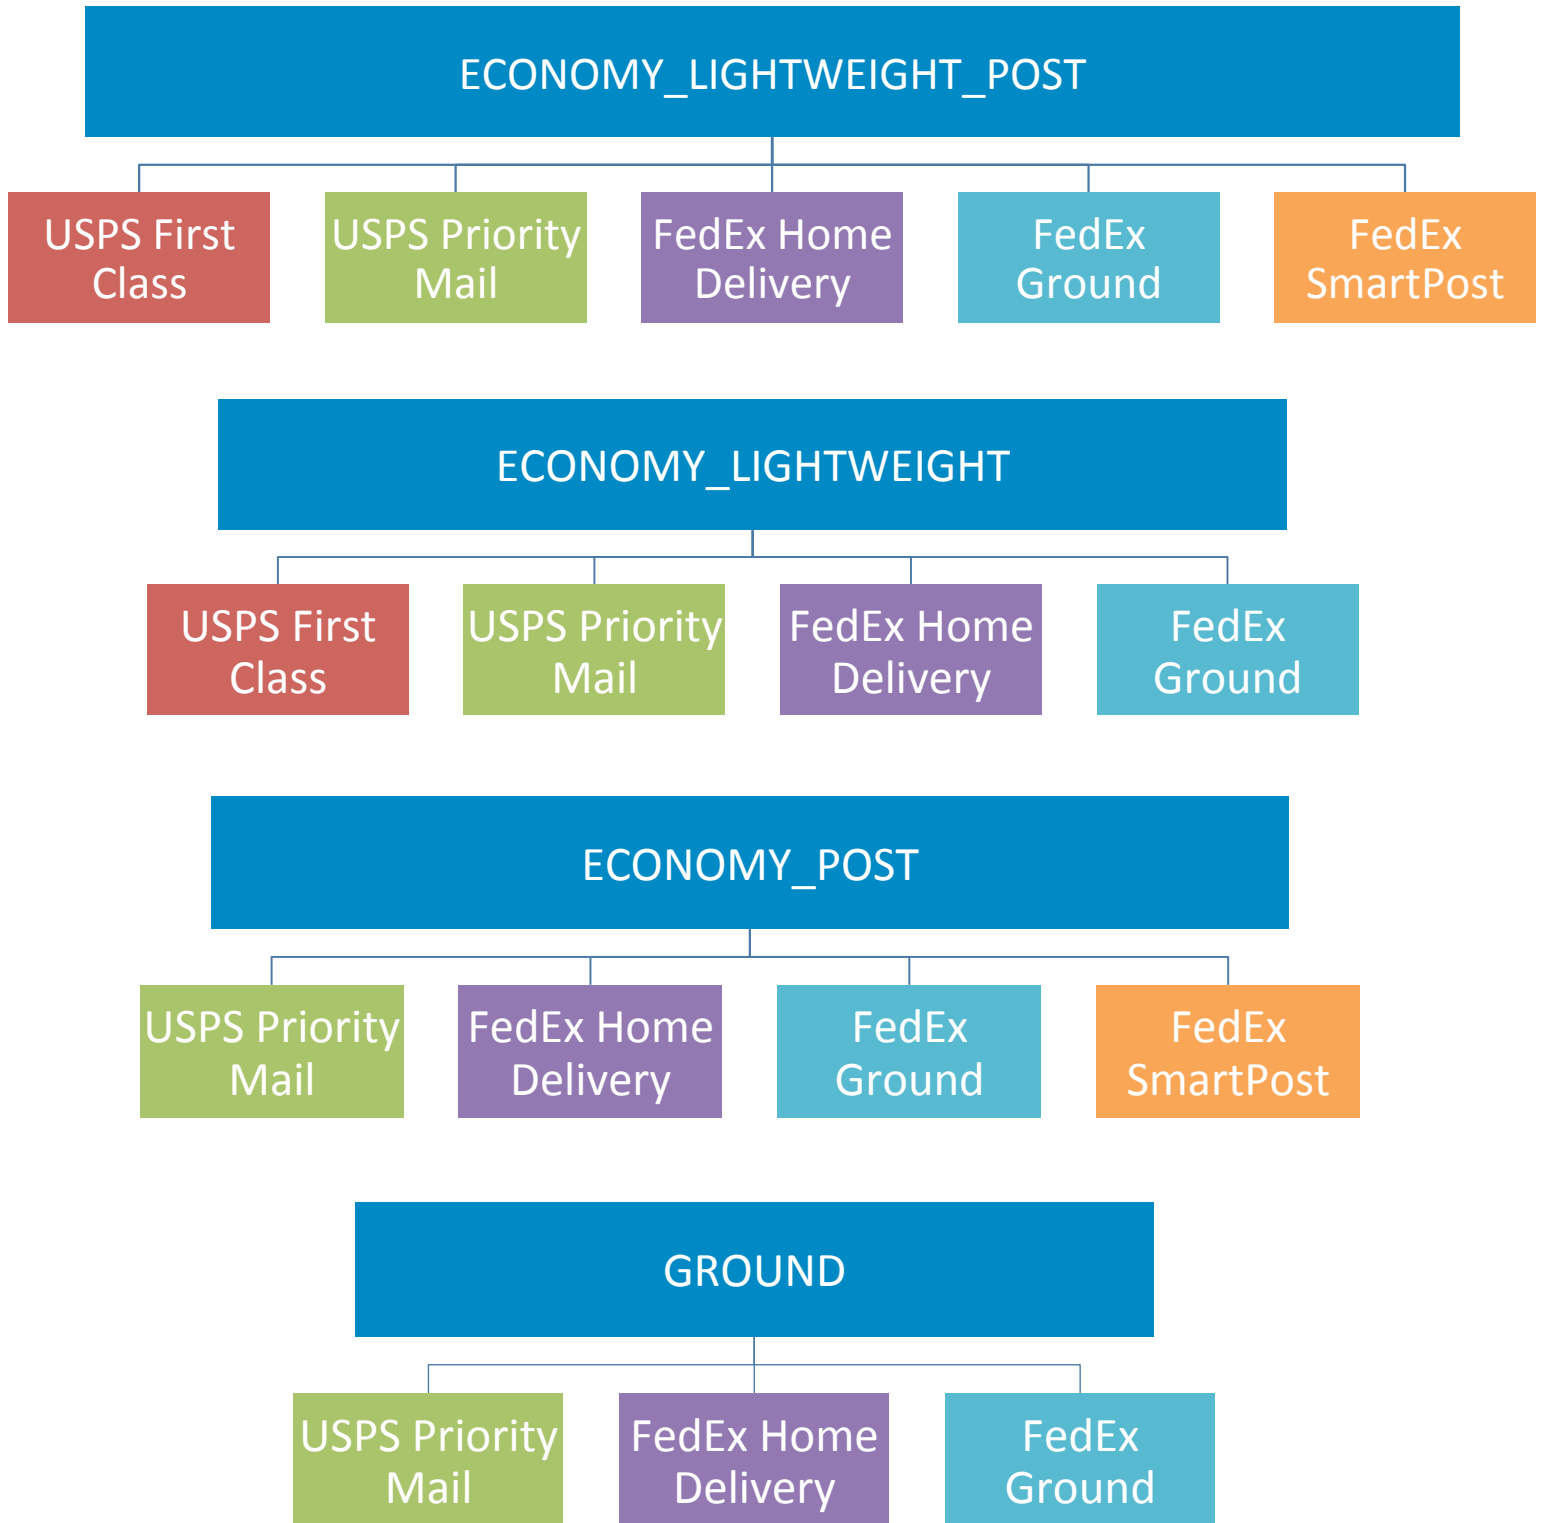 ECONOMY_LIGHTWEIGHT_POST
USPS First
Class
USPS Priority
Mail
FedEx Home
Delivery
FedEx
Ground
FedEx
SmartPost
ECONOMY_LIGHTWEIGHT
USPS First
Class
USPS Priority
Mail
FedEx Home
Delivery
FedEx
Ground
ECONOMY_POST
USPS Priority
Mail
FedEx Home
Delivery
FedEx
Ground
FedEx
SmartPost
GROUND
USPS Priority
Mail
FedEx Home
Delivery
FedEx
Ground